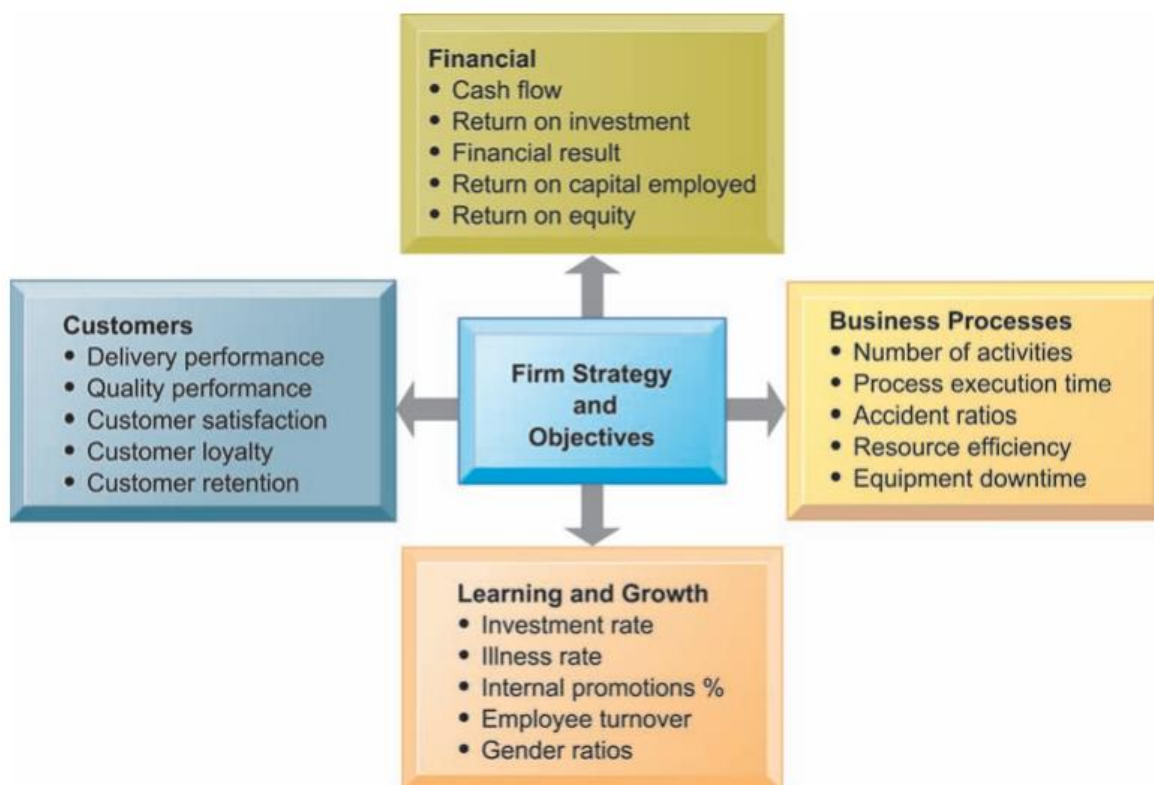 Financial
• Cash flow
• Return on investment
• Financial result
• Return on capital employed
• Return on equity
Customers
• Delivery performance
• Quality performance
• Customer satisfaction
• Customer loyalty
• Customer retention
Firm Strategy
and
Objectives
Business Processes
• Number of activities
• Process execution time
• Accident ratios
• Resource efficiency
• Equipment downtime
Learning and Growth
• Investment rate
• Illness rate
• Internal promotions %
• Employee turnover
• Gender ratios